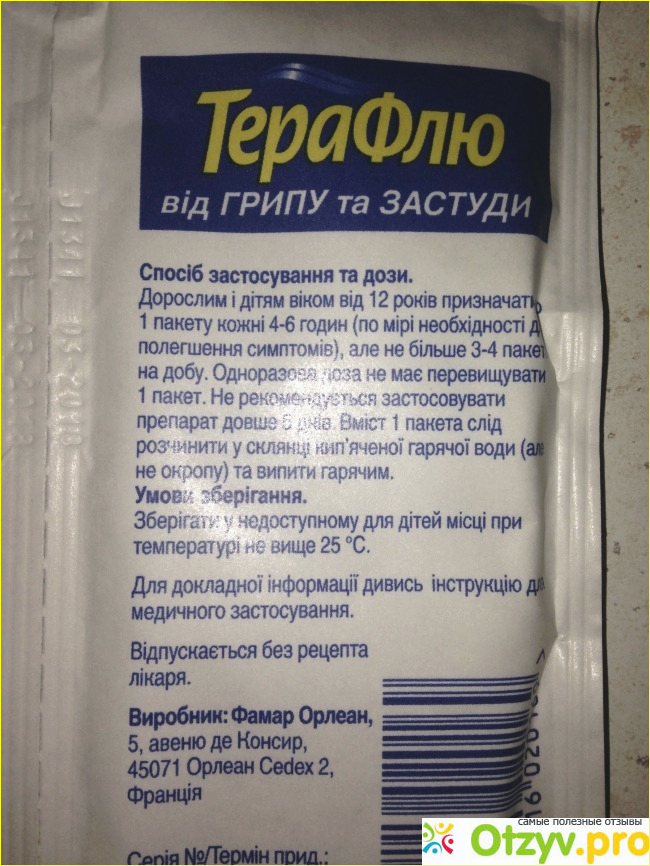 ТераФлю
від ГРИПУ та ЗАСТУДИ
Спосіб застосування та дози.
Дорослим і дітям віком від 12 років призначать
1 пакету кожні 4-6 годин (по мірі необхідності д
полегшення симптомів), але не більше 3-4 пакет
на добу. Одноразова доза не має перевищувати
1 пакет. Не рекомендується застосовувати
препарат довше 5 днів. Вміст 1 пакета слід
розчинити у склянці кип'яченої гарячої води (але
не окропу) та випити гарячим.
Умови зберігання.
Зберігати у недоступному для дітей місці при
температурі не вище 25 °С.
Для докладної інформації дивись інструкцію для
медичного застосування.
Відпускається без рецепта
лікаря.
Виробник: Фамар Орлеан,
5, авеню де Консир,
45071 Орлеан Cedex 2,
Франція
Серія №/Термін прид.:
самые полезные отзывы
Otzyv.pro